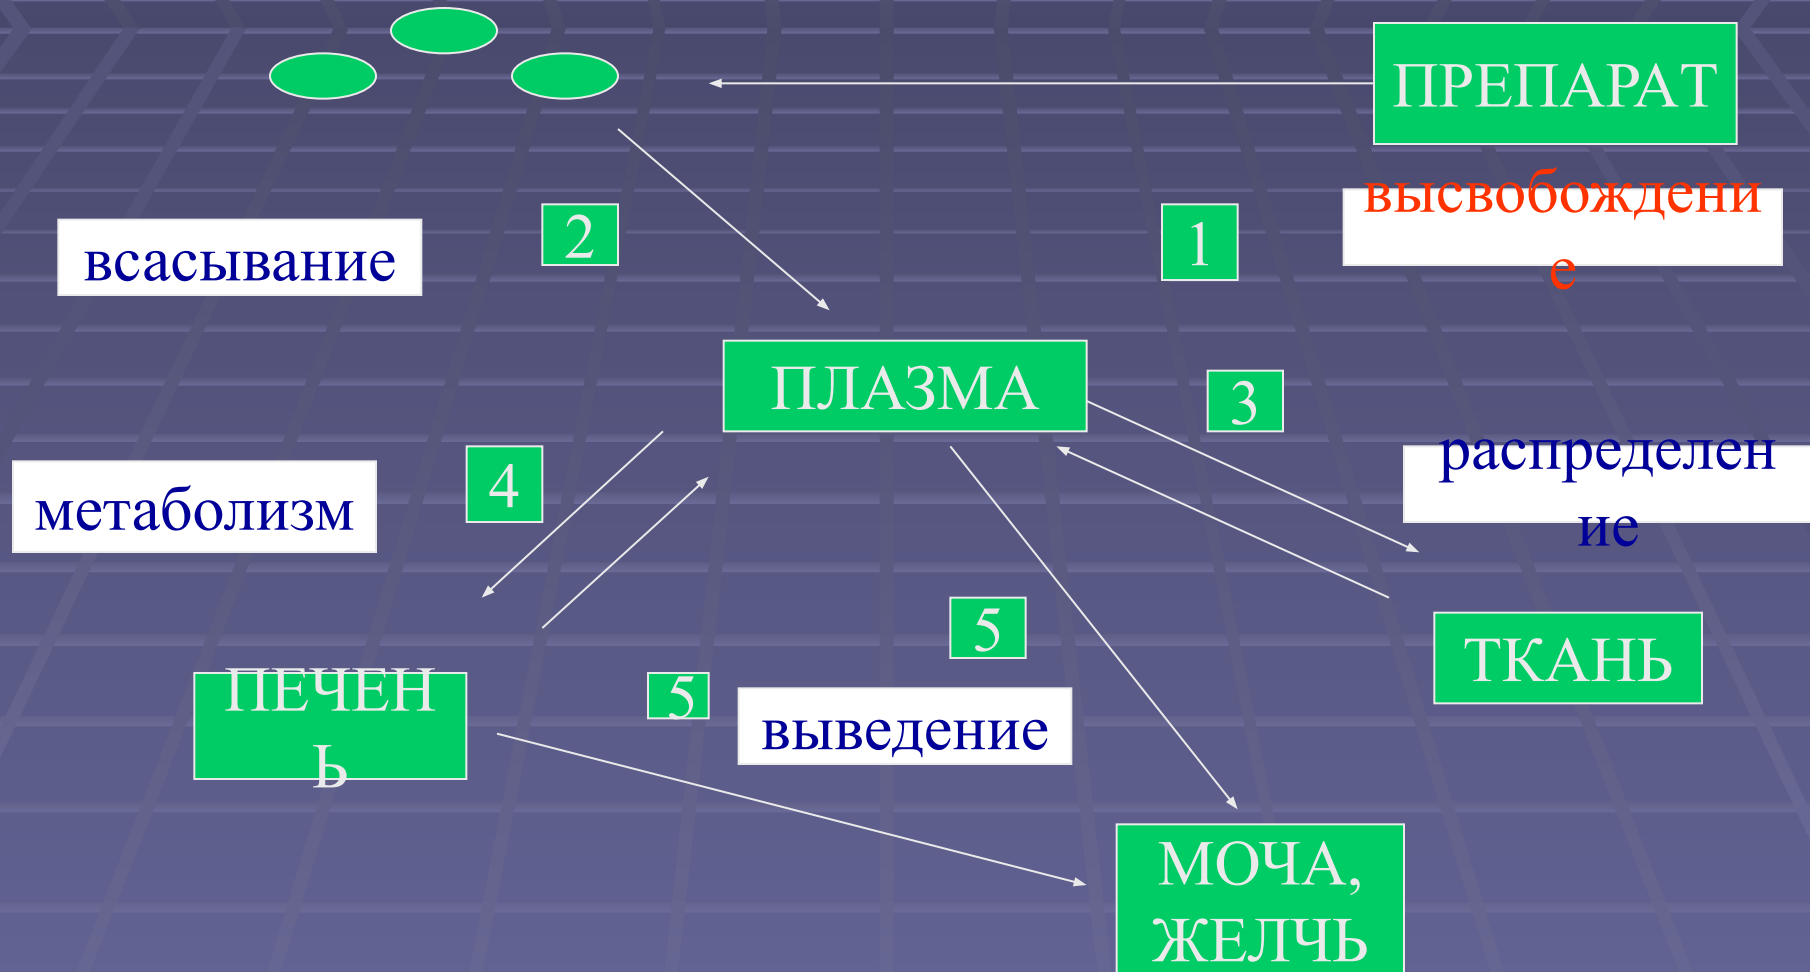 ПРЕПАРАТ
высвобождени
е
1
2
всасывание
ПЛАЗМА
3
распределен
ие
4
метаболизм
5
ТКАНЬ
ПЕЧЕН
Ь
5
выведение
МОЧА,
ЖЕЛЧЬ